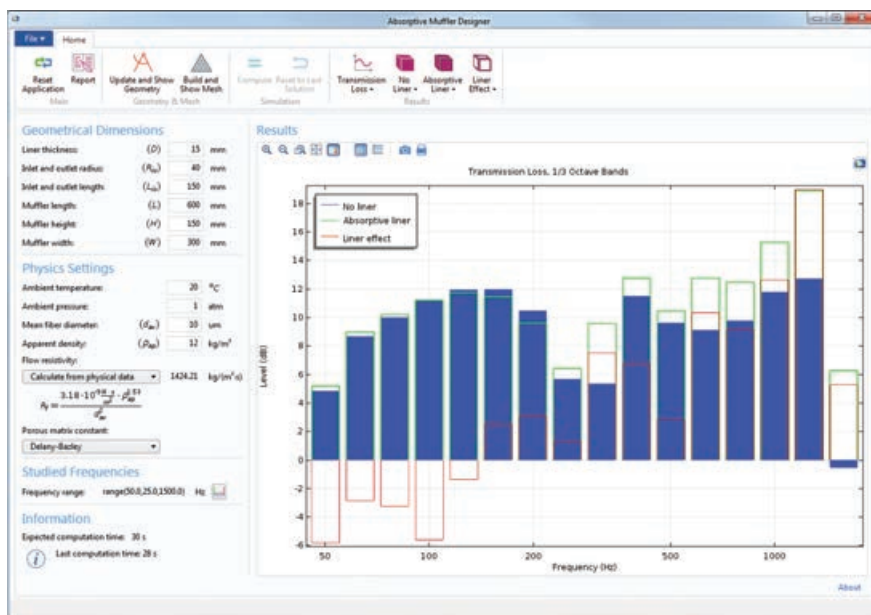 Absorptive Muffler Designer
File Home
Reset Application
Report
Update and Show Geometry
Build and Show Mesh
Compute
Reset to Last Solution
Transmission Loss
No Liner
Absorptive Liner
Liner Effect
Main
Geometry & Mesh
Simulation
Results
Geometrical Dimensions
Liner thickness: (D) 15 mm
Inlet and outlet radius: 40 mm
Inlet and outlet length: 150 mm
Muffler length: (L) 600 mm
Muffler height: (H) 150 mm
Muffler width: (W) 300 mm
Physics Settings
Ambient temperature: 20 °C
Ambient pressure: 1 atm
Mean fiber diameter: 10 um
Apparent density: 12 kg/m³
Flow resistivity:
Calculate from physical data 1424.21 kg/(m³·s)
Porous matrix constant:
Delany-Bazley
Studied Frequencies
Frequency range: range(50.0,25.0,1500.0) Hz
Information
Expected computation time: 30 s
Last computation time: 28 s
Results
Transmission Loss, 1/3 Octave Bands
No liner
Absorptive liner
Liner effect
Level (dB)
18
16
14
12
10
8
6
4
2
0
-2
-4
-6
50 100 200 500 1000
Frequency (Hz)
About